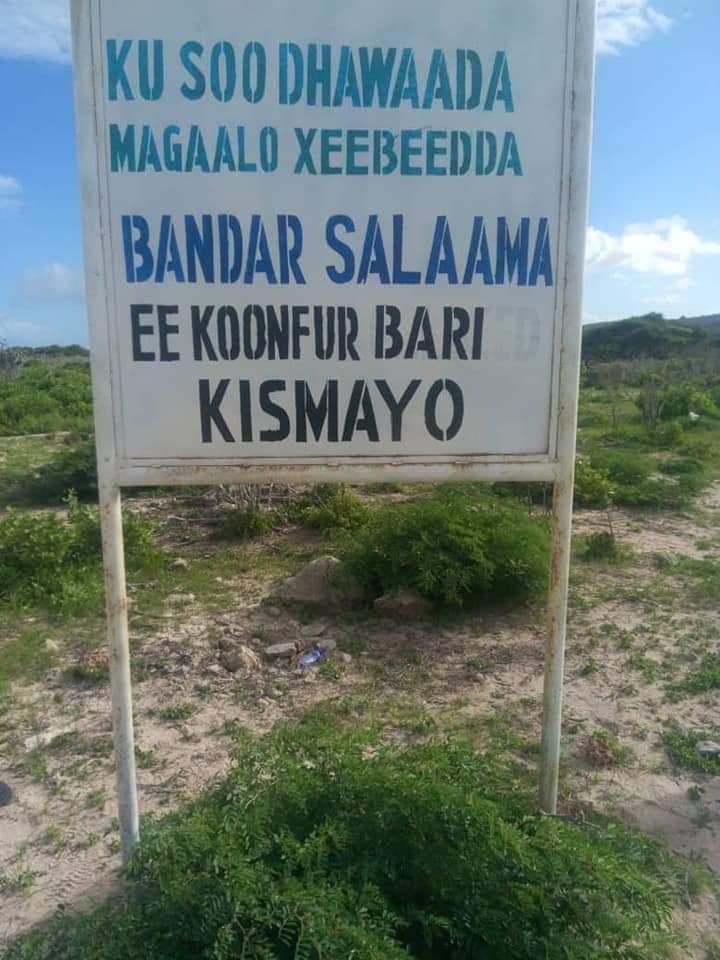 KU SOO DHAWAADA
MAGAALO XEEBEEDDA
BANDAR SALAAMA
EE KOONFUR BARI
KISMAYO